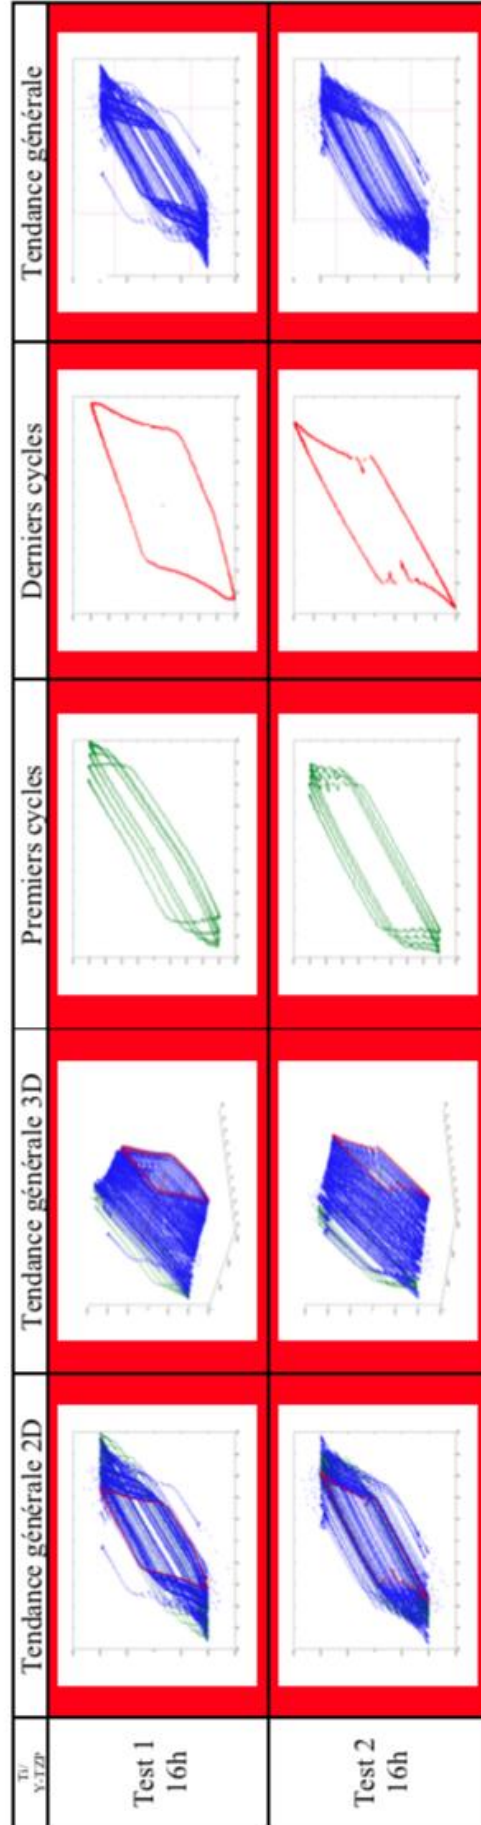 Ti/
Y-TZP
Tendance générale 2D
Tendance générale 3D
Premiers cycles
Derniers cycles
Tendance générale
Test 1
16h
Test 2
16h